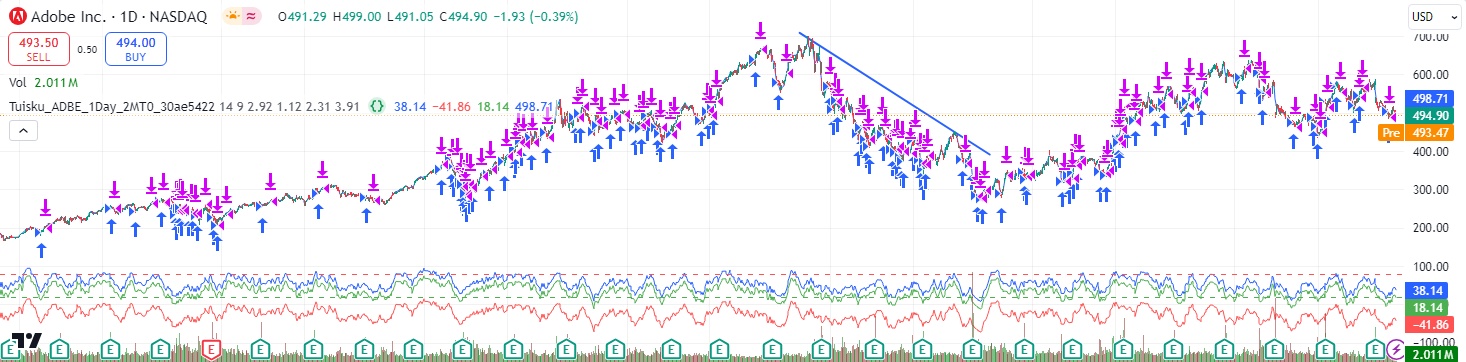 Adobe Inc. · 1D · NASDAQ O491.29 H499.00 L491.05 C494.90 −1.93 (−0.39%)
USD
493.50
SELL
0.50
494.00
BUY
Vol 2.011M
Tuisku_ADBE_1Day_2MT0_30ae5422 14 9 2.92 1.12 2.31 3.91 {} 38.14 −41.86 18.14 498.71
700.00
600.00
498.71
494.90
Pre 493.47
400.00
300.00
200.00
100.00
38.14
18.14
−41.86
−100.00
2.011M
E E E E E E E E E E E E E E E E E E E E E E E E E E E E